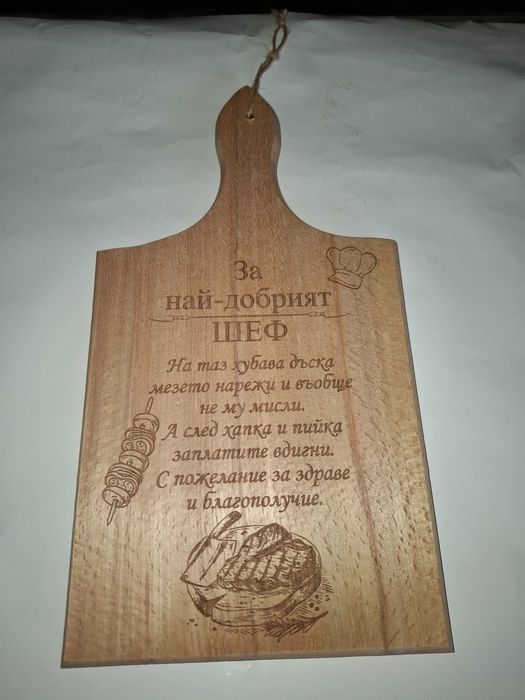 За
най-добрият
ШЕФ
На таз хубава дъска
мезето нарежи и въобще
не му мисли.
А след хапка и пийка
заплатите вдигни.
С пожелание за здраве
и благополучие.